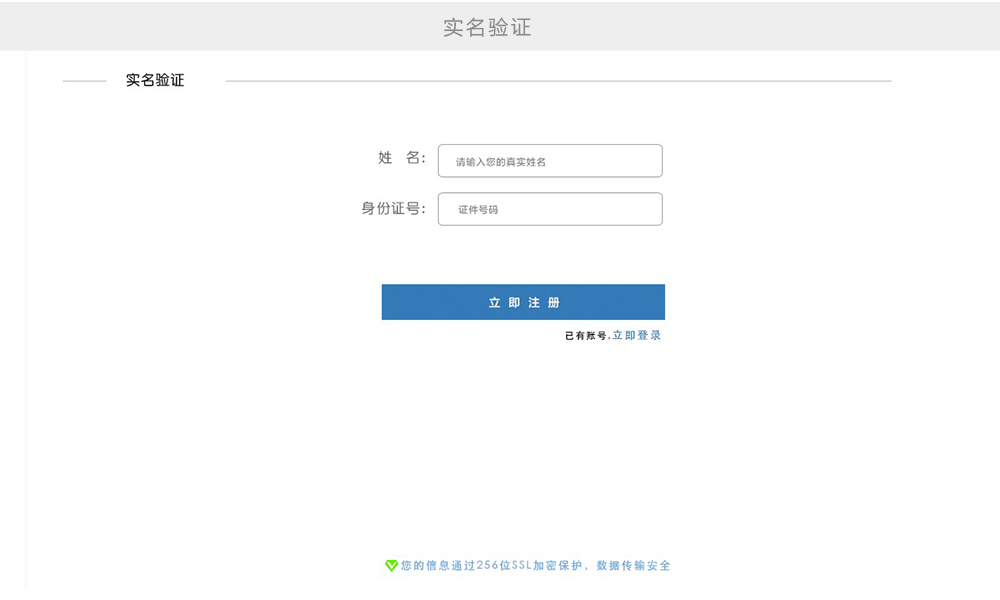 实名验证
实名验证
姓 名：
请输入您的真实姓名
身份证号：
证件号码
立即注册
已有账号，立即登录
您的信息通过256位SSL加密保护，数据传输安全